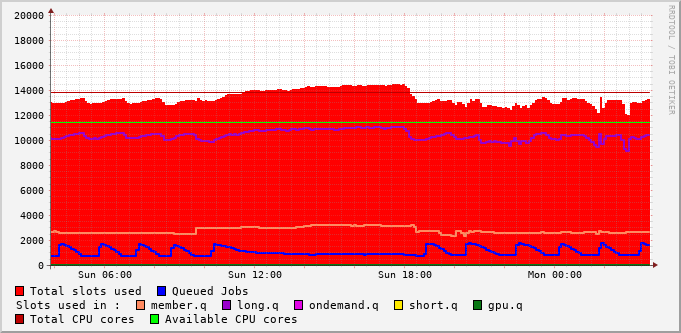 20000
18000
16000
14000
12000
10000
8000
6000
4000
2000
0
Sun 06:00 Sun 12:00 Sun 18:00 Mon 00:00
RRDTOOL / TOBI OETIKER
Total slots used Queued Jobs
Slots used in : member.q long.q ondemand.q short.q gpu.q
Total CPU cores Available CPU cores